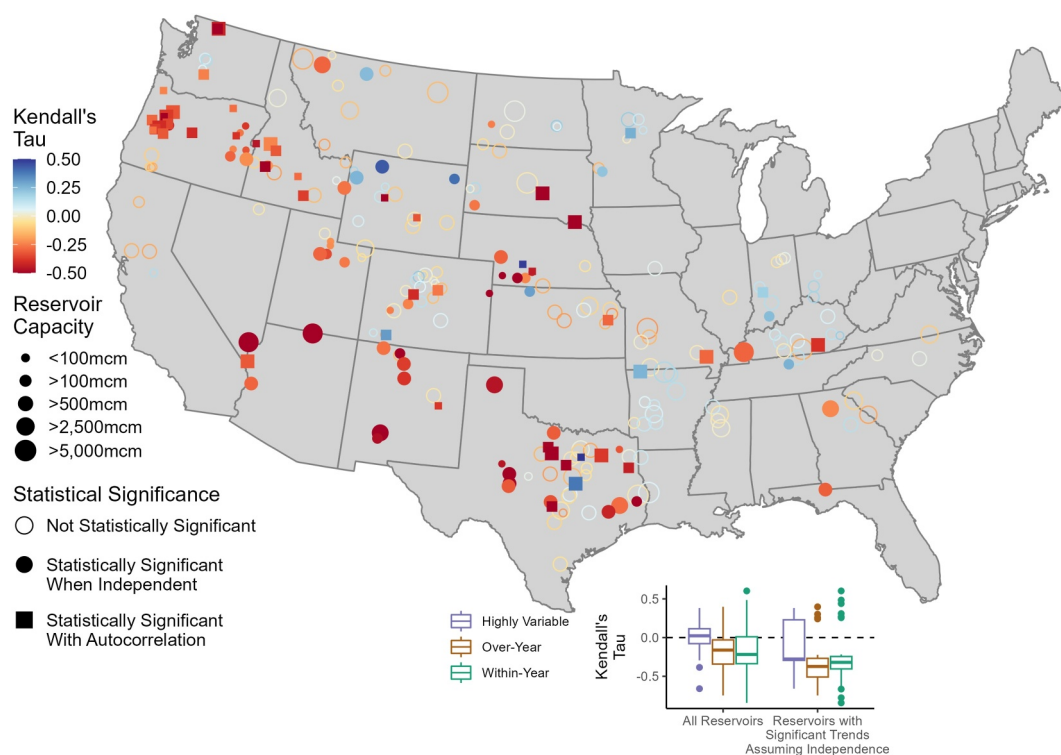 Kendall's
Tau
0.50
0.25
0.00
-0.25
-0.50
Reservoir
Capacity
<100mcm
>100mcm
>500mcm
>2,500mcm
>5,000mcm
Statistical Significance
Not Statistically Significant
Statistically Significant
When Independent
Statistically Significant
With Autocorrelation
Highly Variable
Over-Year
Within-Year
Kendall's
Tau
0.5
0.0
-0.5
All Reservoirs
Reservoirs with
Significant Trends
Assuming Independence